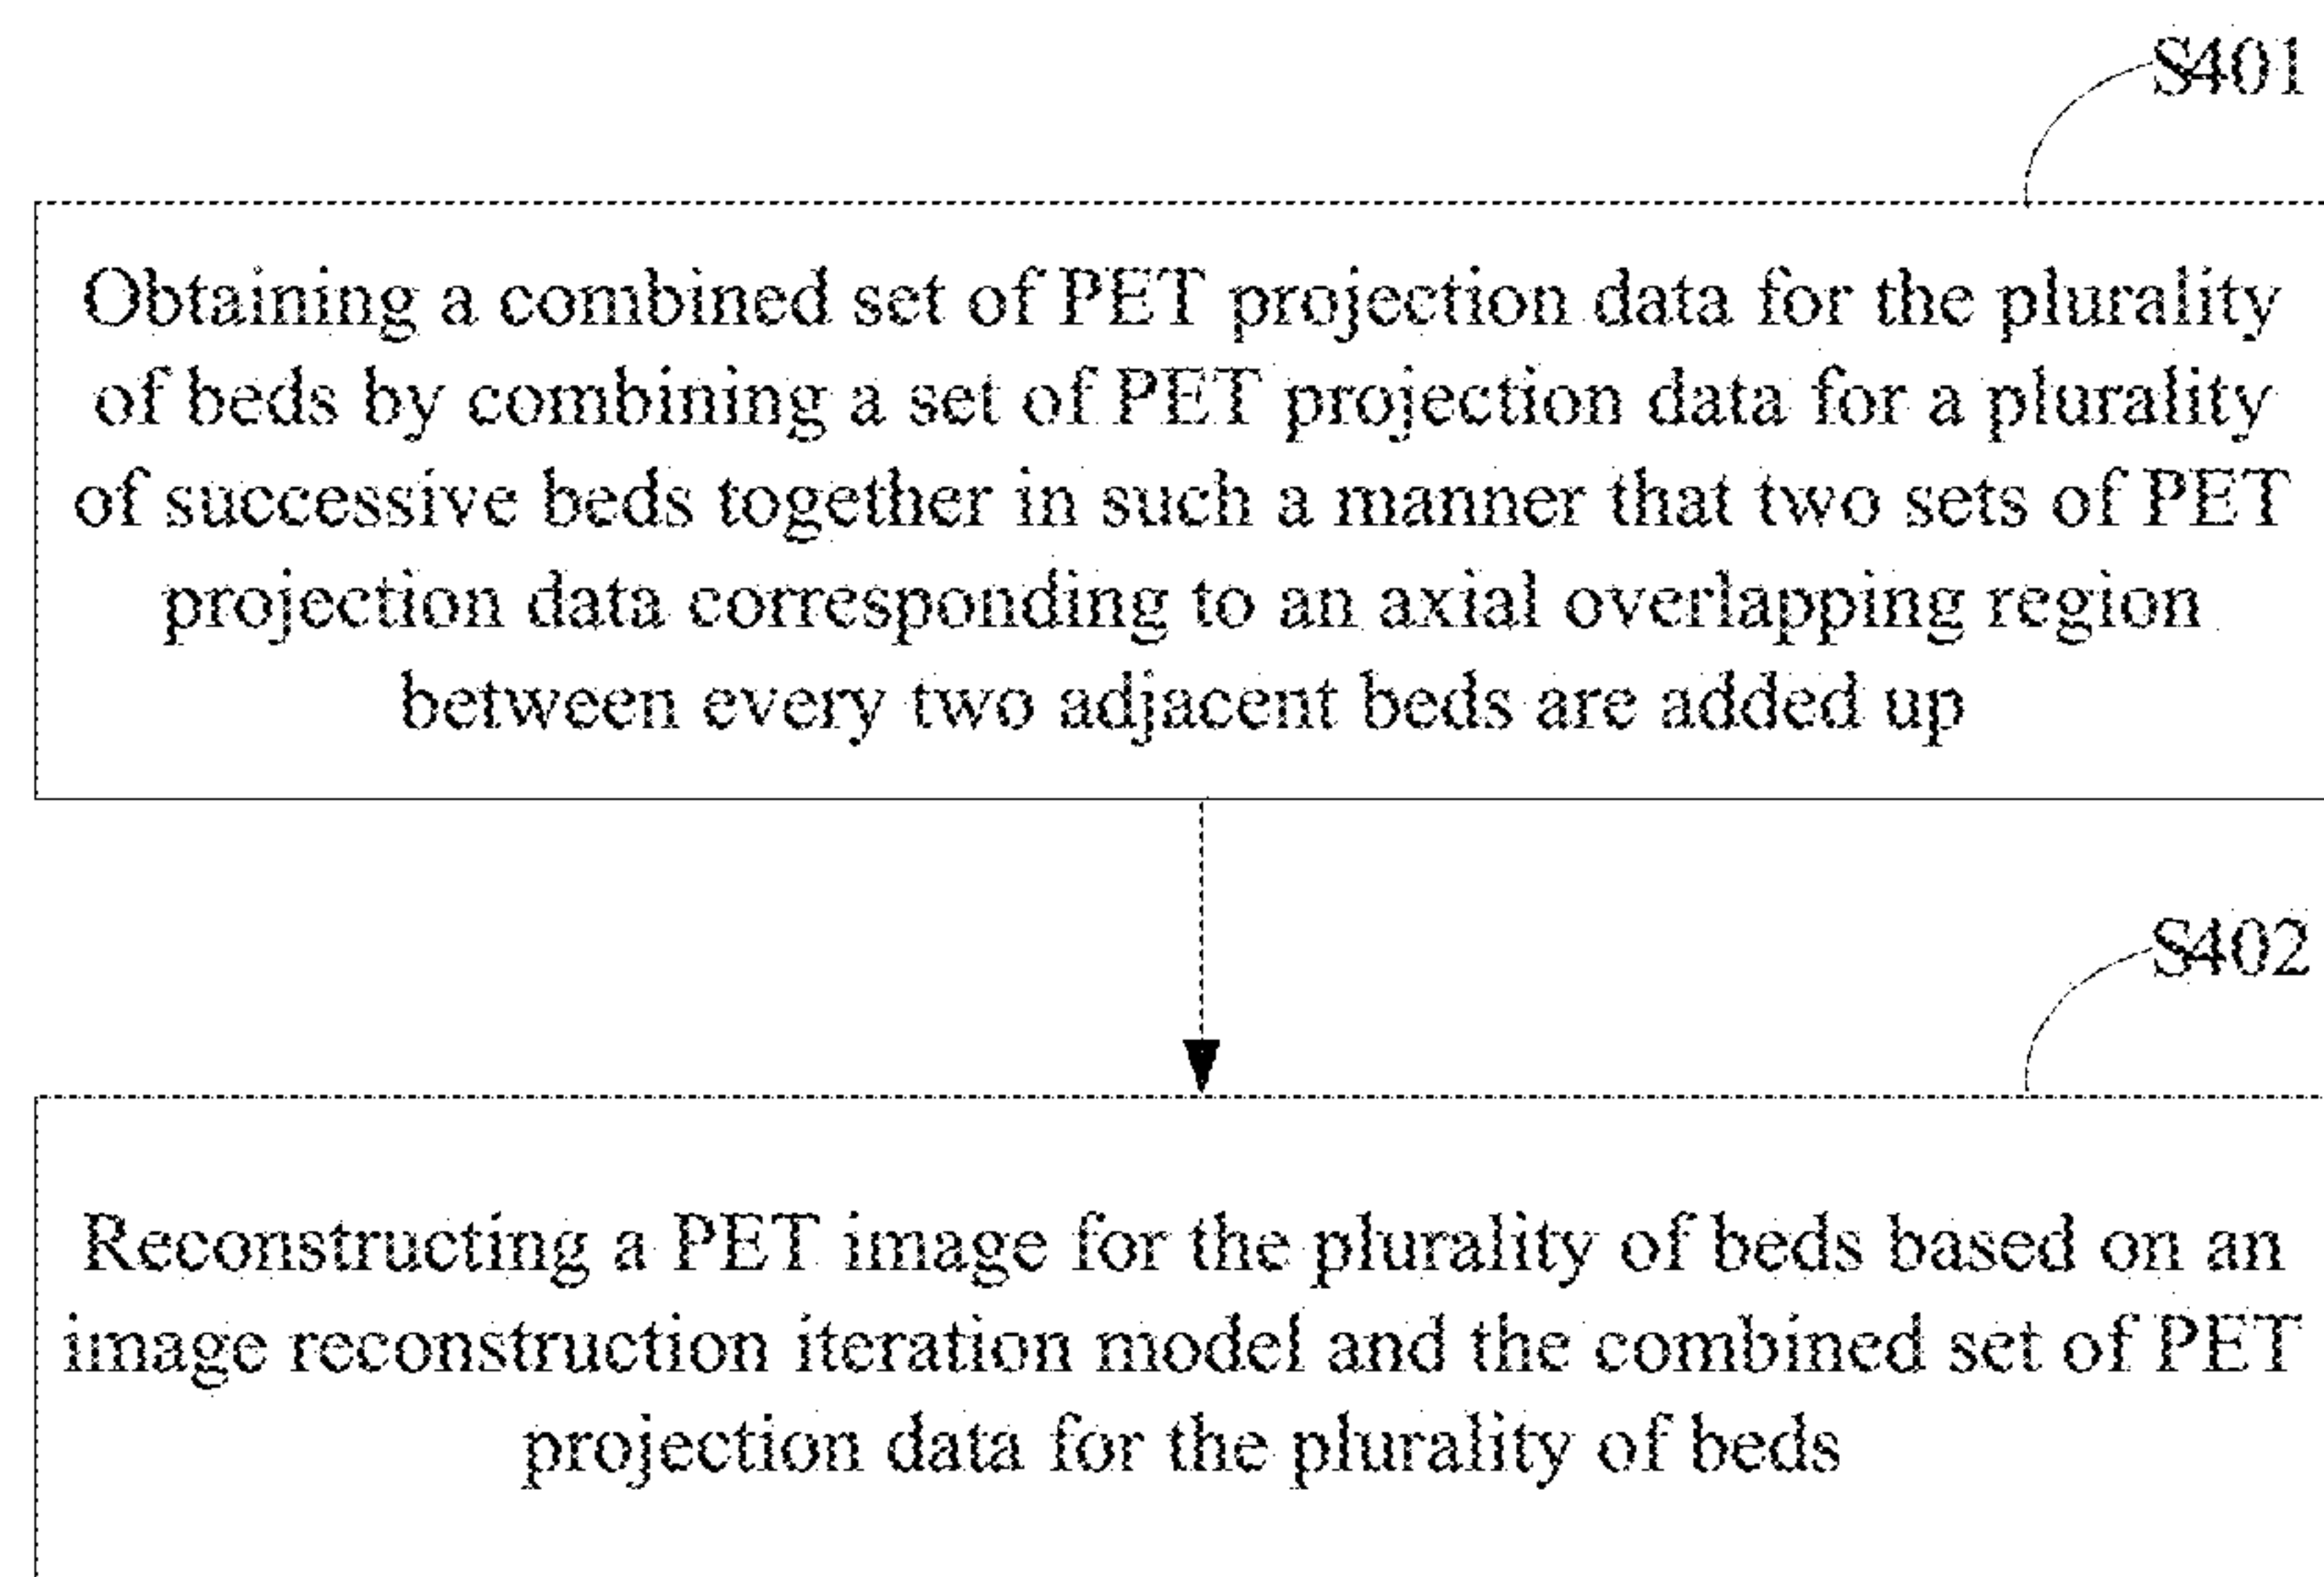 S401
Obtaining a combined set of PET projection data for the plurality
of beds by combining a set of PET projection data for a plurality
of successive beds together in such a manner that two sets of PET
projection data corresponding to an axial overlapping region
between every two adjacent beds are added up
S402
Reconstructing a PET image for the plurality of beds based on an
image reconstruction iteration model and the combined set of PET
projection data for the plurality of beds